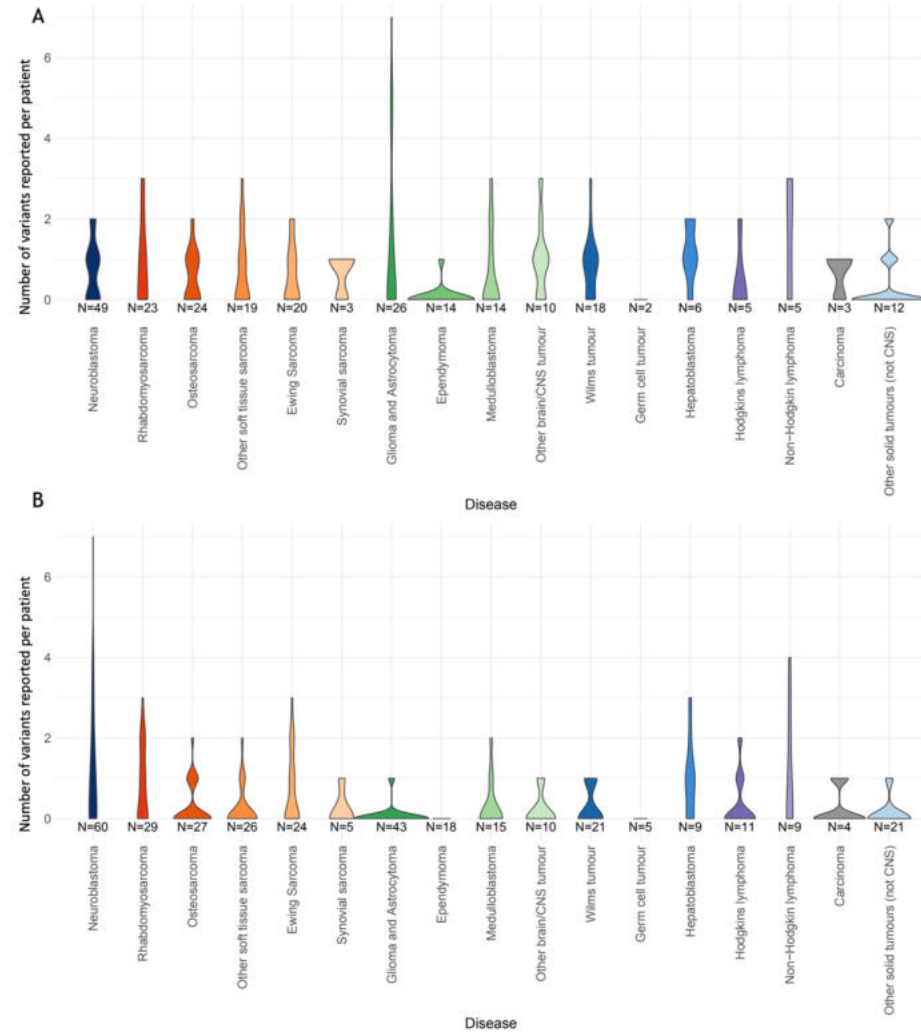 A
Number of variants reported per patient
6
4
2
0
N=49 N=23 N=24 N=19 N=20 N=3 N=26 N=14 N=14 N=10 N=18 N=2 N=6 N=5 N=5 N=3 N=12
Neuroblastoma
Rhabdomyosarcoma
Osteosarcoma
Other soft tissue sarcoma
Ewing Sarcoma
Synovial sarcoma
Glioma and Astrocytoma
Ependymoma
Medulloblastoma
Other brain/CNS tumour
Wilms tumour
Germ cell tumour
Hepatoblastoma
Hodgkins lymphoma
Non-Hodgkin lymphoma
Carcinoma
Other solid tumours (not CNS)
Disease
B
Number of variants reported per patient
6
4
2
0
N=60 N=29 N=27 N=26 N=24 N=5 N=43 N=18 N=15 N=10 N=21 N=5 N=9 N=11 N=9 N=4 N=21
Neuroblastoma
Rhabdomyosarcoma
Osteosarcoma
Other soft tissue sarcoma
Ewing Sarcoma
Synovial sarcoma
Glioma and Astrocytoma
Ependymoma
Medulloblastoma
Other brain/CNS tumour
Wilms tumour
Germ cell tumour
Hepatoblastoma
Hodgkins lymphoma
Non-Hodgkin lymphoma
Carcinoma
Other solid tumours (not CNS)
Disease